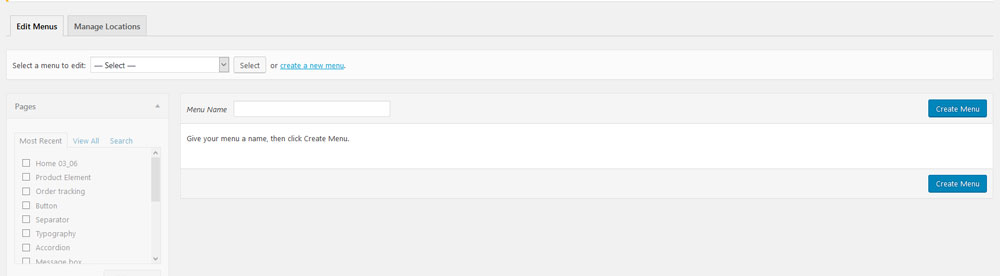 Edit Menus Manage Locations
Select a menu to edit: — Select — Select or create a new menu.
Pages
Most Recent View All Search
Home 03_06
Product Element
Order tracking
Button
Separator
Typography
Accordion
Message box
Menu Name Create Menu
Give your menu a name, then click Create Menu.
Create Menu